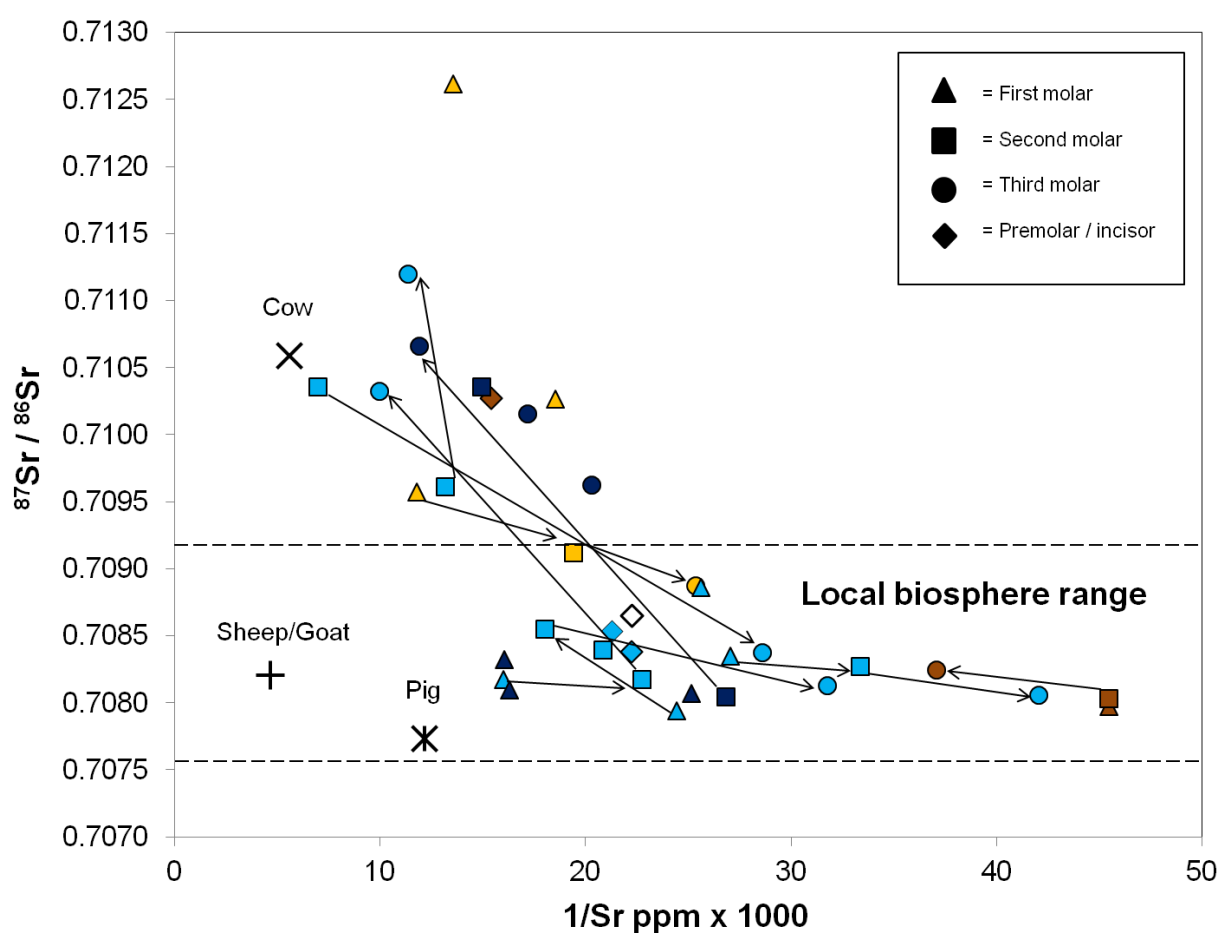 0.7130
0.7125
0.7120
0.7115
0.7110
0.7105
0.7100
0.7095
0.7090
0.7085
0.7080
0.7075
0.7070
87Sr / 86Sr
= First molar
= Second molar
= Third molar
= Premolar / incisor
Cow
Sheep/Goat
Pig
Local biosphere range
0 10 20 30 40 50
1/Sr ppm x 1000